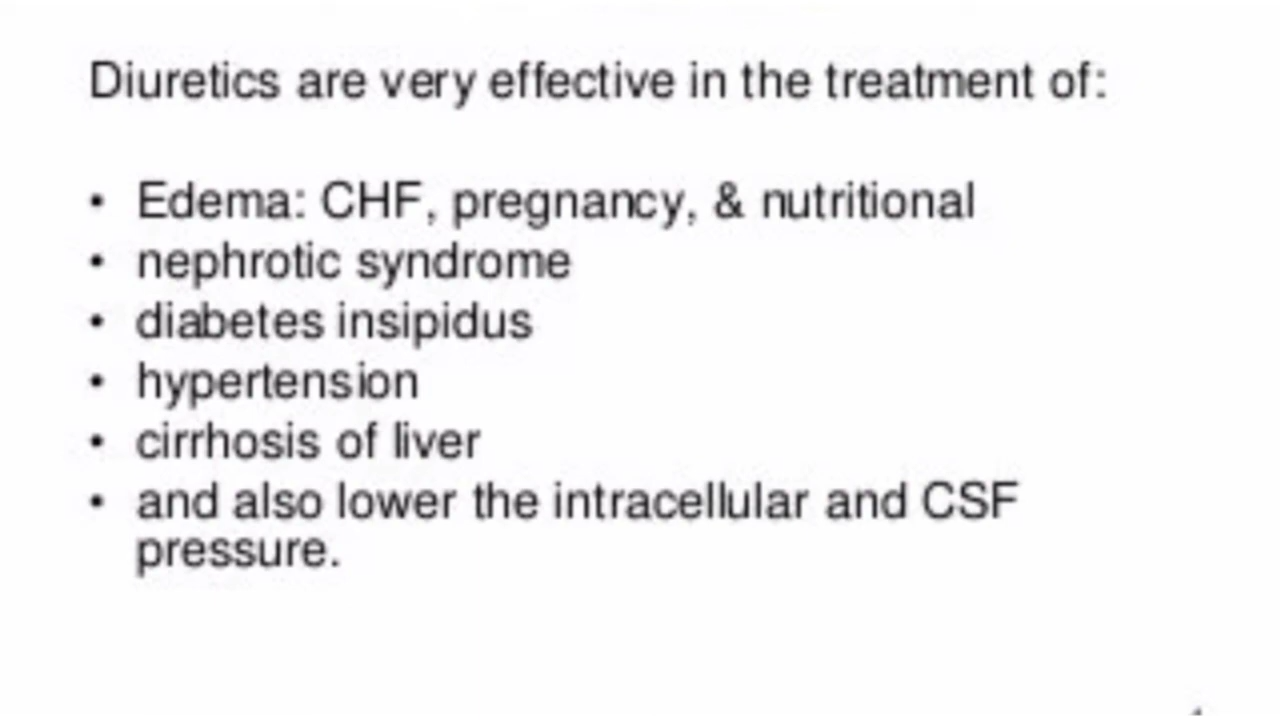 Diuretics are very effective in the treatment of:
• Edema: CHF, pregnancy, & nutritional
• nephrotic syndrome
• diabetes insipidus
• hypertension
• cirrhosis of liver
• and also lower the intracellular and CSF
pressure.